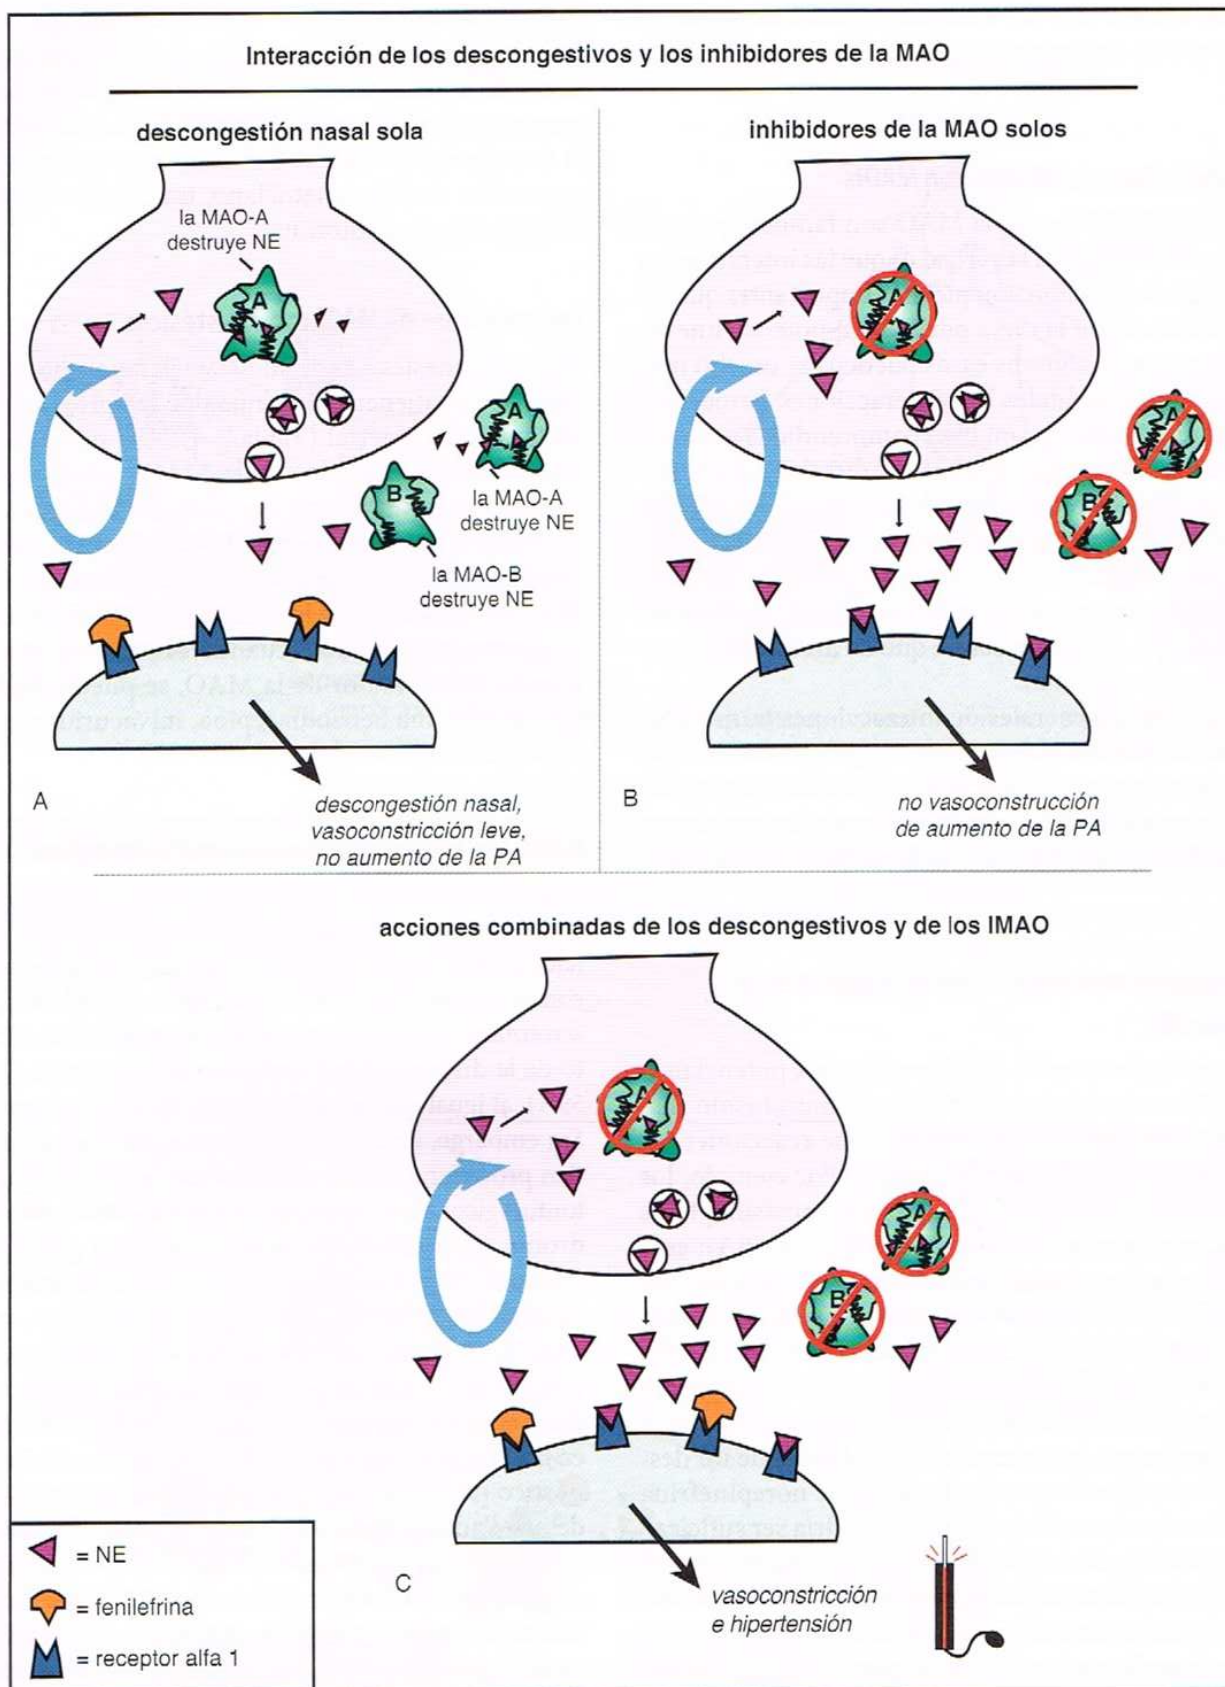 Interacción de los descongestivos y los inhibidores de la MAO
descongestión nasal sola
la MAO-A
destruye NE
A
A
B
la MAO-A
destruye NE
la MAO-B
destruye NE
A
descongestión nasal,
vasoconstricción leve,
no aumento de la PA
inhibidores de la MAO solos
A
A
B
B
no vasoconstrucción
de aumento de la PA
acciones combinadas de los descongestivos y de los IMAO
A
A
B
C
vasoconstricción
e hipertensión
= NE
= fenilefrina
= receptor alfa 1